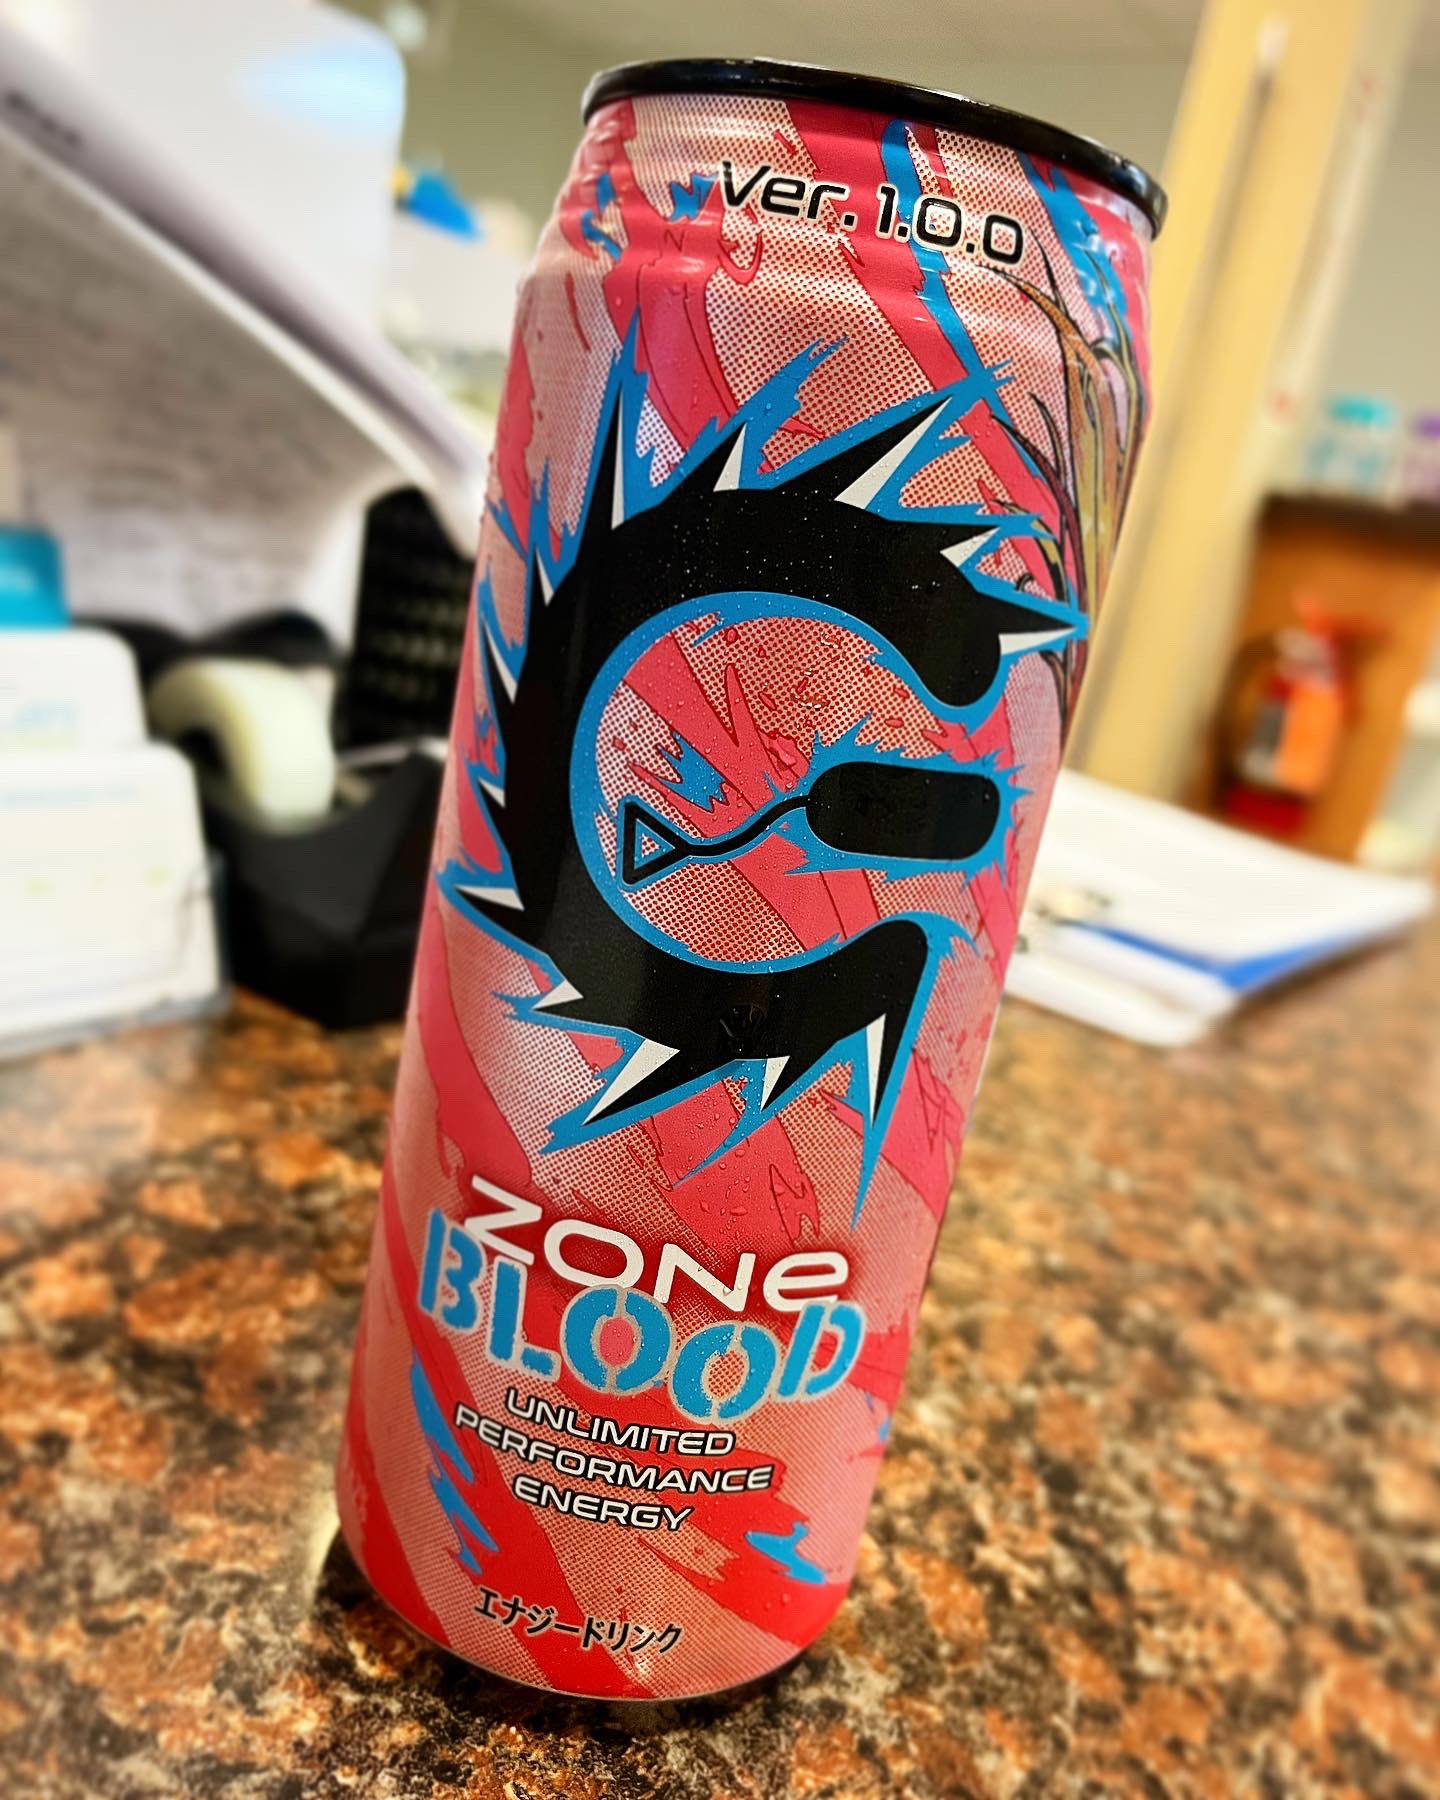 Ver. 1.0.0
ZONe
BLOOD
UNLIMITED
PERFORMANCE
ENERGY
エナジードリンク